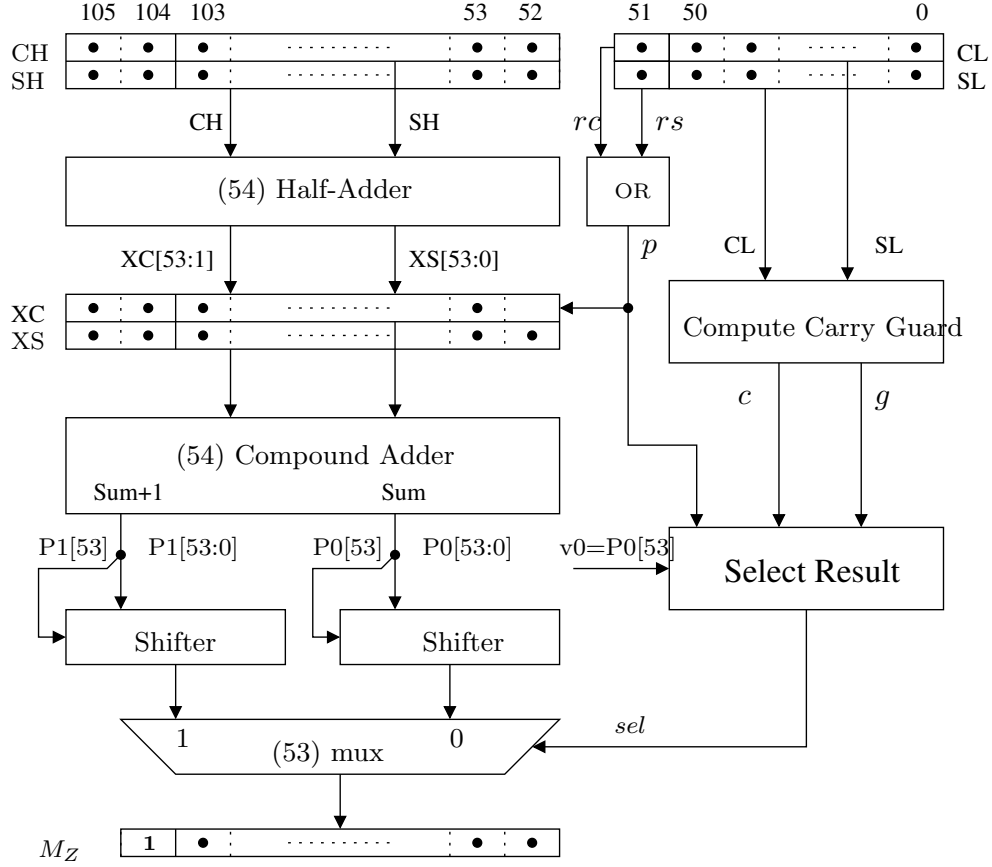 105 104 103 53 52 51 50 0
CH CL
SH SL
CH SH rc rs
(54) Half-Adder OR
XC[53:1] XS[53:0] p CL SL
XC
XS
Compute Carry Guard
c g
(54) Compound Adder
Sum+1 Sum
P1[53] P1[53:0] P0[53] P0[53:0] v0=P0[53]
Select Result
Shifter Shifter
1 0 sel
(53) mux
M_Z 1